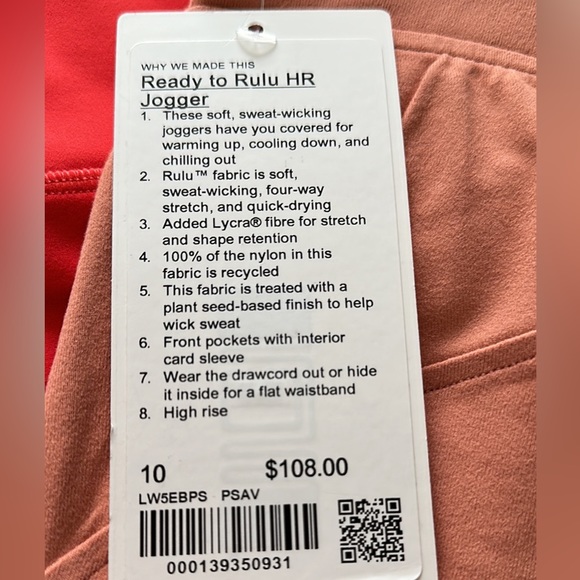 WHY WE MADE THIS
Ready to Rulu HR
Jogger
1. These soft, sweat-wicking
joggers have you covered for
warming up, cooling down, and
chilling out
2. Rulu™ fabric is soft,
sweat-wicking, four-way
stretch, and quick-drying
3. Added Lycra® fibre for stretch
and shape retention
4. 100% of the nylon in this
fabric is recycled
5. This fabric is treated with a
plant seed-based finish to help
wick sweat
6. Front pockets with interior
card sleeve
7. Wear the drawcord out or hide
it inside for a flat waistband
8. High rise
10 $108.00
LW5EBPS PSAV
000139350931